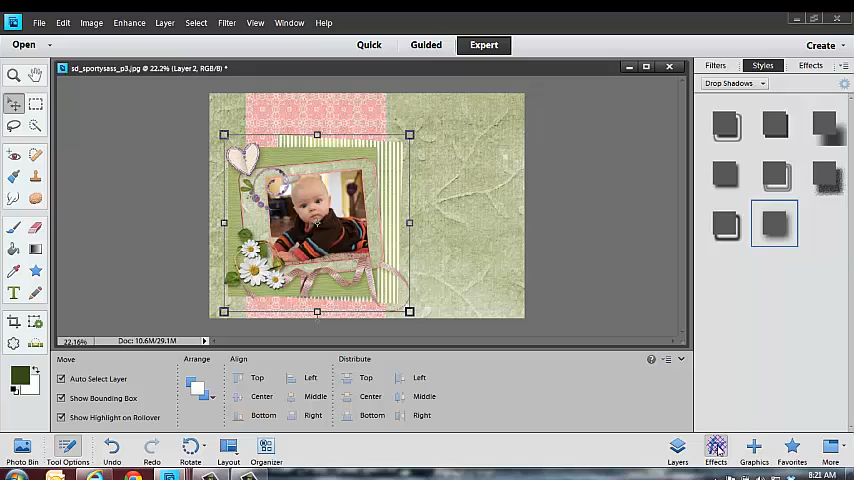 File Edit Image Enhance Layer Select Filter View Window Help
Open Quick Guided Expert Create
sd_sportysass_p3.jpg @ 22.2% (Layer 2, RGB/8) *
Filters Styles Effects
Drop Shadows
22.16% Doc: 10.6M/29.1M
Move Arrange Align Distribute
Auto Select Layer Top Left Top Left
Show Bounding Box Center Middle Center Middle
Show Highlight on Rollover Bottom Right Bottom Right
Photo Bin Tool Options Undo Redo Rotate Layout Organizer Layers Effects Graphics Favorites More
8:21 AM